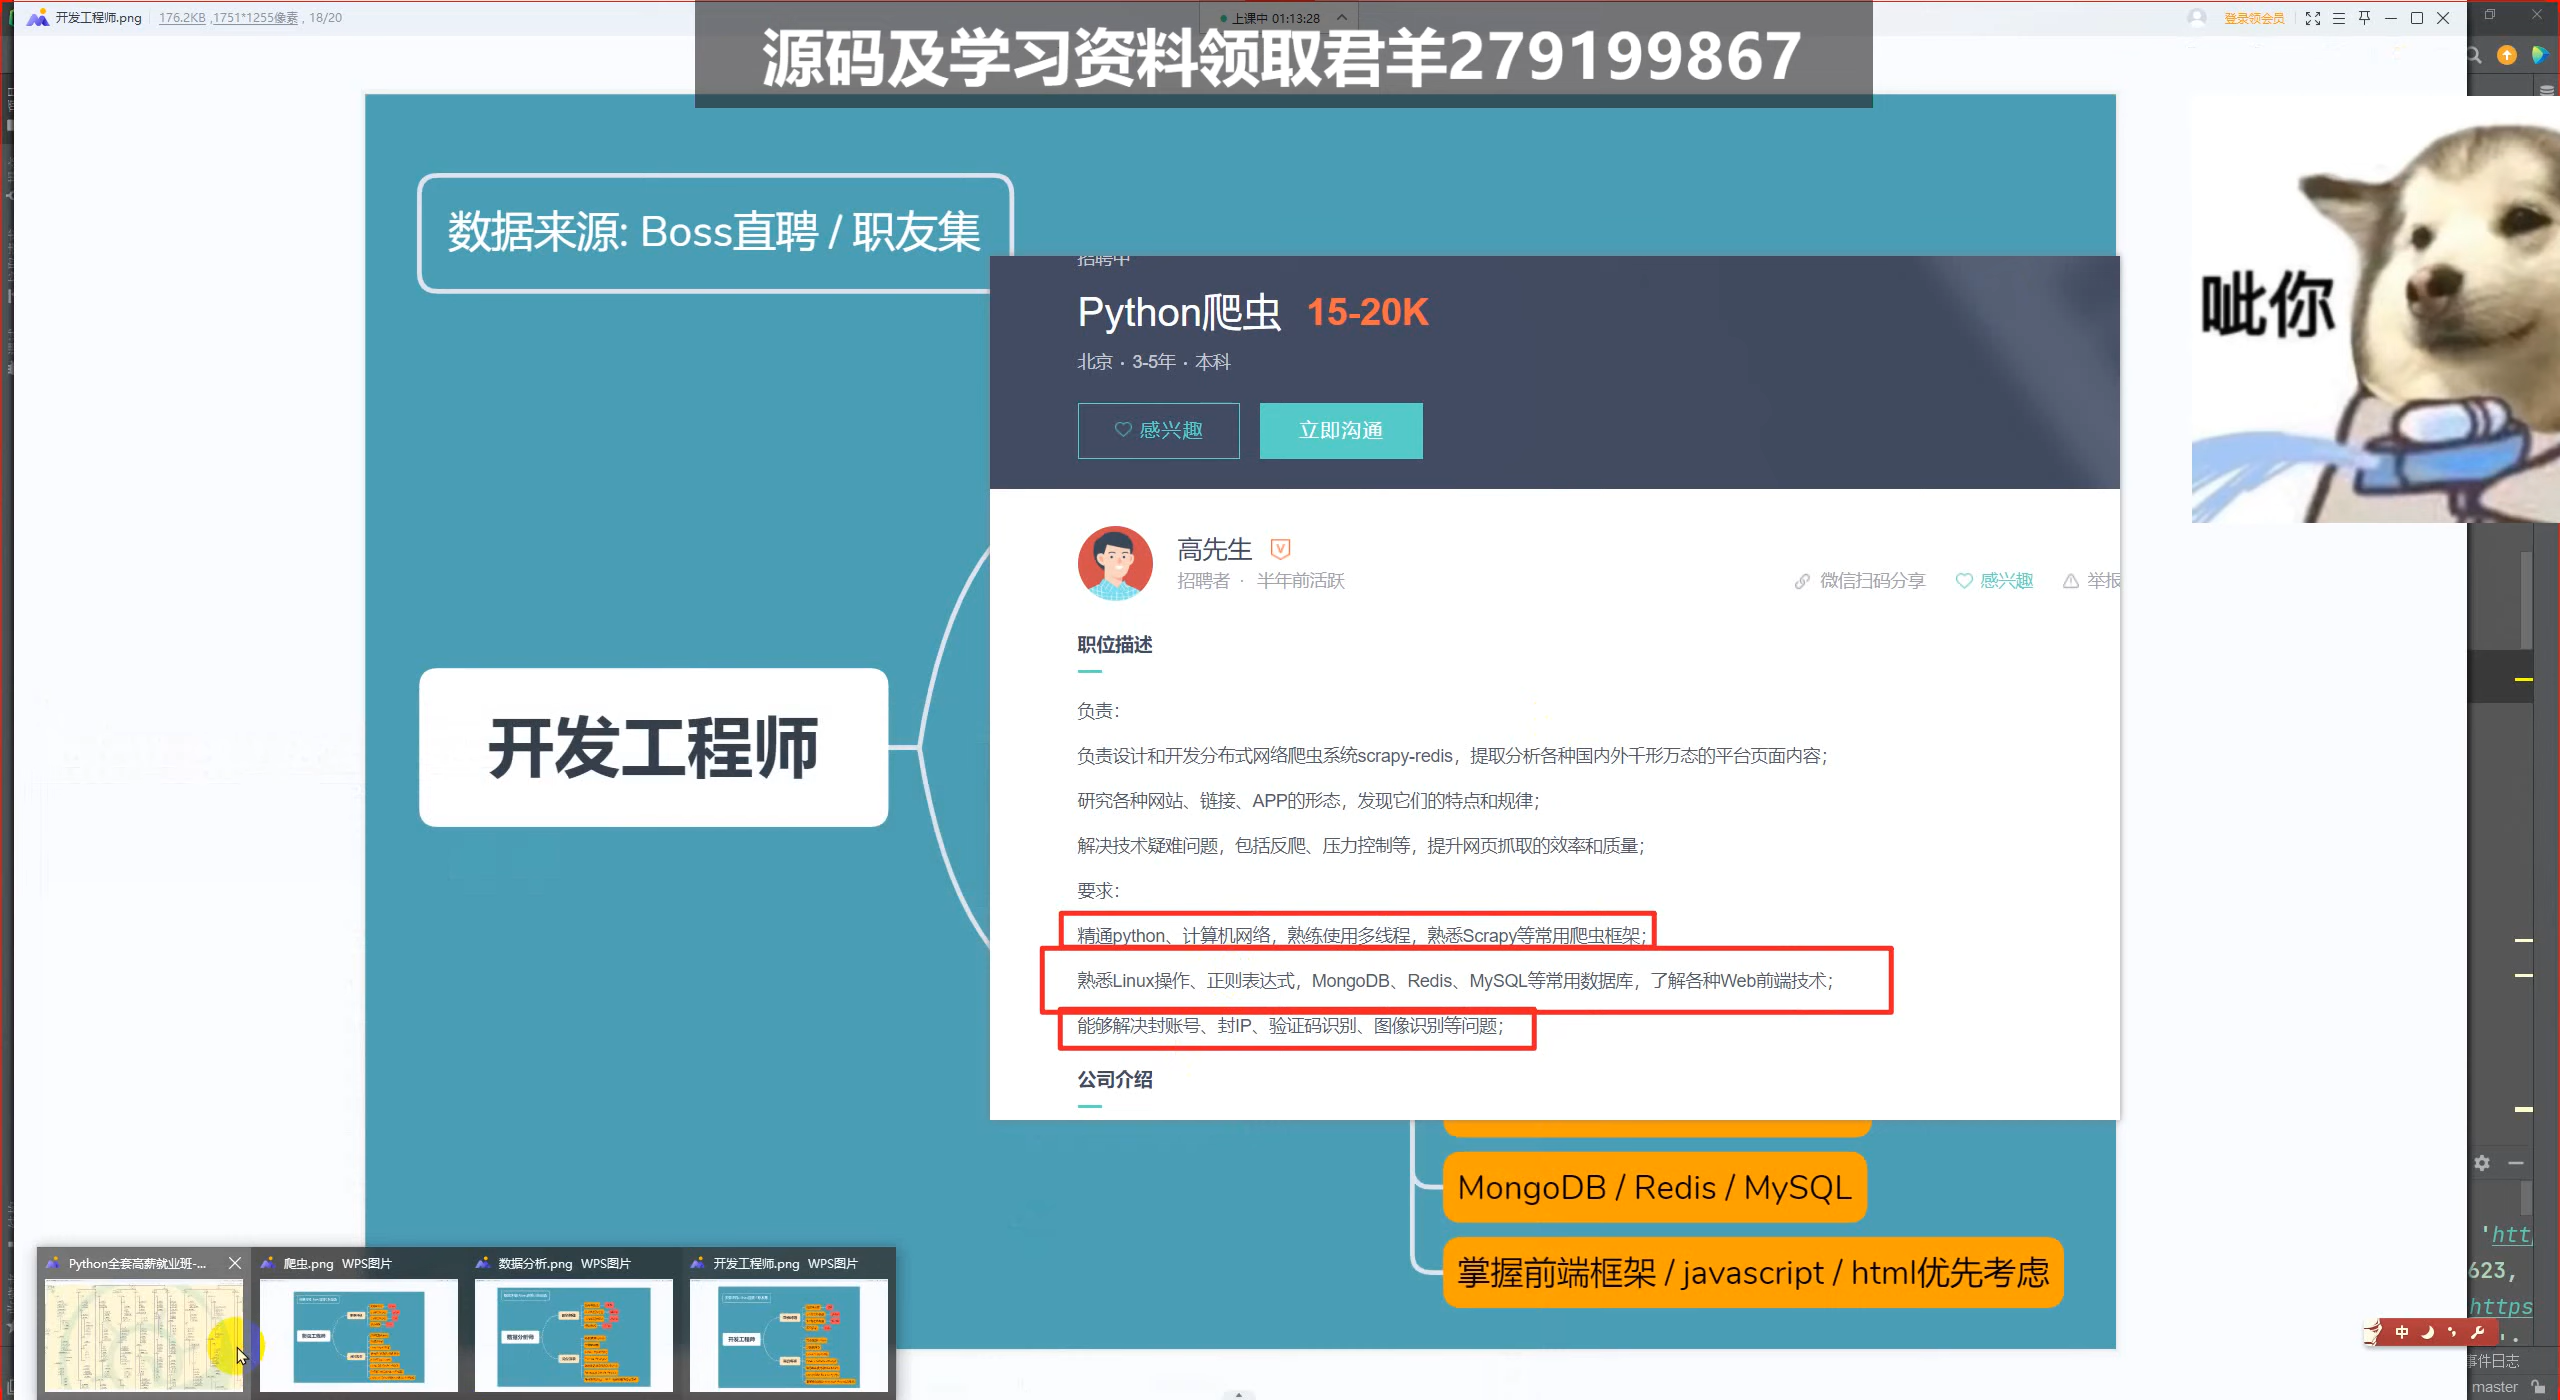 开发工程师.png 176.2KB ,1751*1255像素 , 18/20
上课中 01:13:28
登录领会员
源码及学习资料领取君羊279199867
数据来源: Boss直聘 / 职友集
招聘中
Python爬虫 15-20K
北京 · 3-5年 · 本科
感兴趣 立即沟通
呲你
高先生
招聘者 · 半年前活跃
微信扫码分享 感兴趣 举报
职位描述
开发工程师
负责：
负责设计和开发分布式网络爬虫系统scrapy-redis，提取分析各种国内外千形万态的平台页面内容；
研究各种网站、链接、APP的形态，发现它们的特点和规律；
解决技术疑难问题，包括反爬、压力控制等，提升网页抓取的效率和质量；
要求：
精通python、计算机网络，熟练使用多线程，熟悉Scrapy等常用爬虫框架；
熟悉Linux操作、正则表达式，MongoDB、Redis、MySQL等常用数据库，了解各种Web前端技术；
能够解决封账号、封IP、验证码识别、图像识别等问题；
公司介绍
MongoDB / Redis / MySQL
掌握前端框架 / javascript / html优先考虑
Python全套高薪就业班-...
爬虫.png WPS图片
数据分析.png WPS图片
开发工程师.png WPS图片
开发工程师
'htt
623,
https
中
事件日志
master